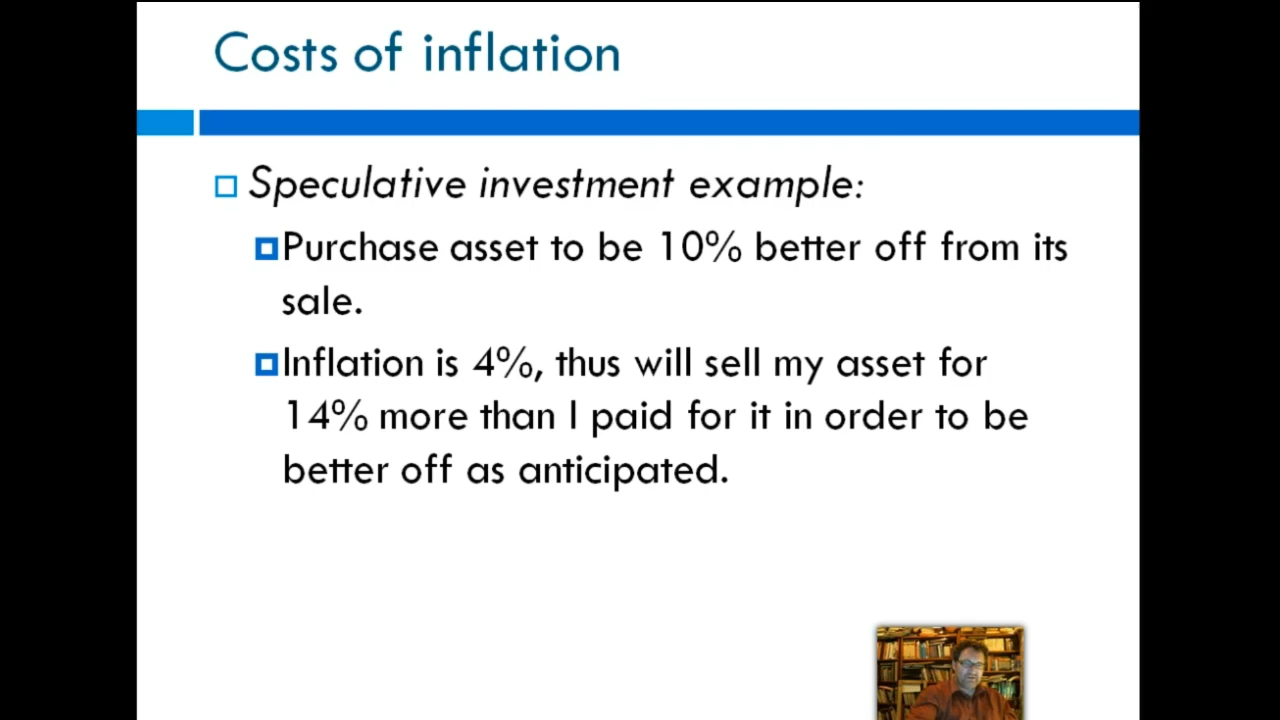 Costs of inflation
Speculative investment example:
Purchase asset to be 10% better off from its
sale.
Inflation is 4%, thus will sell my asset for
14% more than I paid for it in order to be
better off as anticipated.